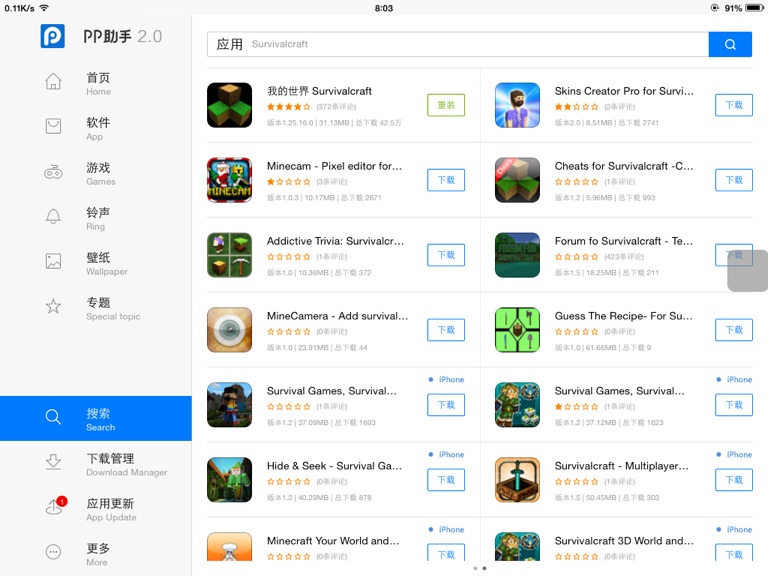 0.11K/s
8:03
91%
PP助手 2.0
首页
Home
软件
App
游戏
Games
铃声
Ring
壁纸
Wallpaper
专题
Special topic
搜索
Search
下载管理
Download Manager
1
应用更新
App Update
更多
More
应用 Survivalcraft
我的世界 Survivalcraft
(372条评论)
版本1.25.16.0 | 31.13MB | 总下载 42.5万
重装
Skins Creator Pro for Survi...
(2条评论)
版本2.0 | 8.51MB | 总下载 2741
下载
Minecam - Pixel editor for...
(3条评论)
版本1.0.3 | 10.17MB | 总下载 2671
下载
MINECAM
Cheats for Survivalcraft -C...
(1条评论)
版本1.2 | 5.96MB | 总下载 993
下载
Cheats
Addictive Trivia: Survivalcr...
(1条评论)
版本1.0 | 10.36MB | 总下载 372
下载
Forum fo Survivalcraft - Te...
(423条评论)
版本1.5 | 18.25MB | 总下载 211
下载
MineCamera - Add survival...
(0条评论)
版本1.0 | 23.91MB | 总下载 44
下载
Guess The Recipe- For Su...
(0条评论)
版本1.0 | 61.66MB | 总下载 9
下载
iPhone
Survival Games, Survival...
(1条评论)
版本1.2 | 37.09MB | 总下载 1693
下载
iPhone
Survival Games, Survival...
(1条评论)
版本1.2 | 37.12MB | 总下载 1623
下载
iPhone
Hide & Seek - Survival Ga...
(0条评论)
版本1.2 | 40.29MB | 总下载 878
下载
iPhone
Survivalcraft - Multiplayer...
(1条评论)
版本1.5 | 50.45MB | 总下载 303
下载
iPhone
Minecraft Your World and...
(0条评论)
下载
iPhone
Survivalcraft 3D World and...
(0条评论)
下载